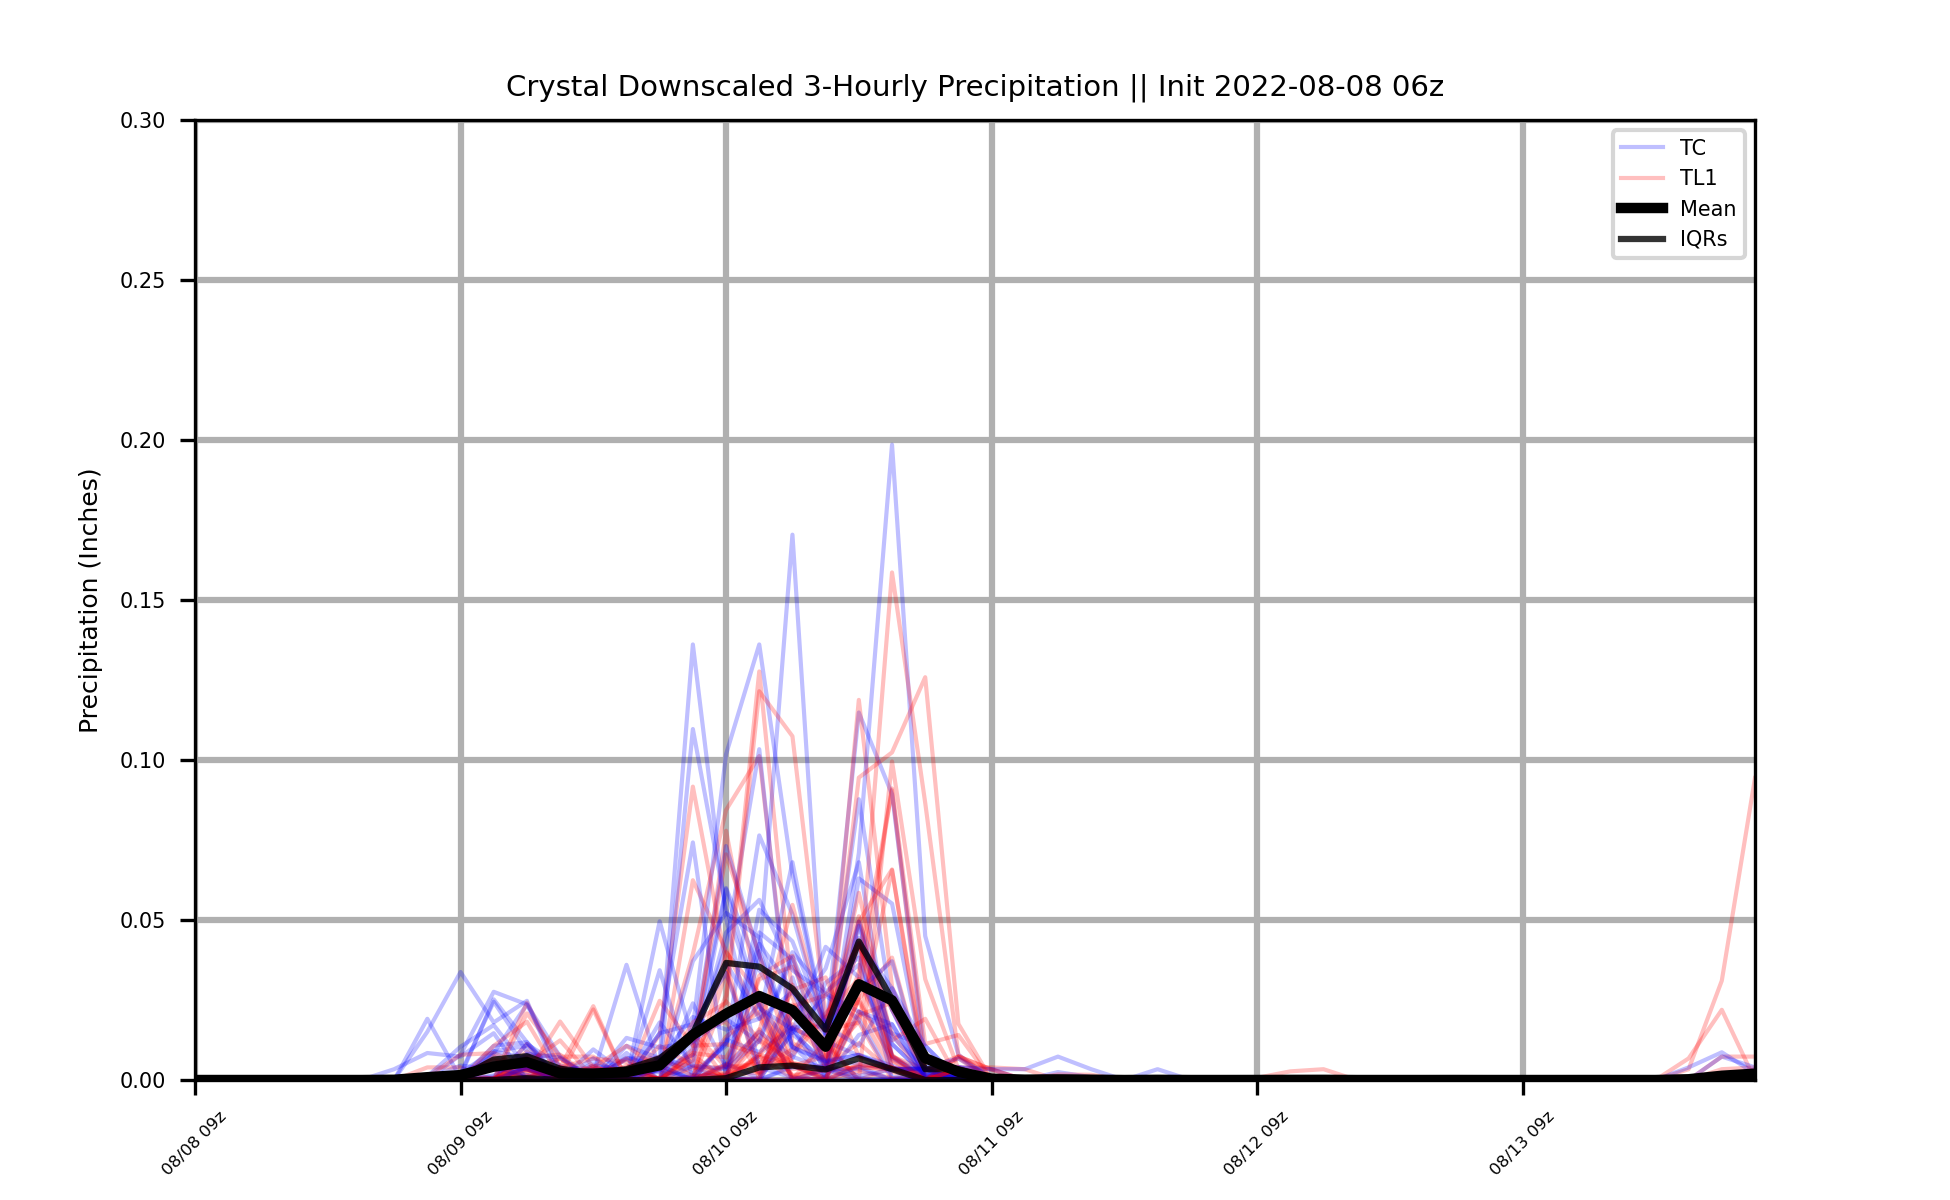 Crystal Downscaled 3-Hourly Precipitation || Init 2022-08-08 06z
0.30
0.25
0.20
0.15
0.10
0.05
0.00
Precipitation (Inches)
TC
TL1
Mean
IQRs
08/08 09z
08/09 09z
08/10 09z
08/11 09z
08/12 09z
08/13 09z